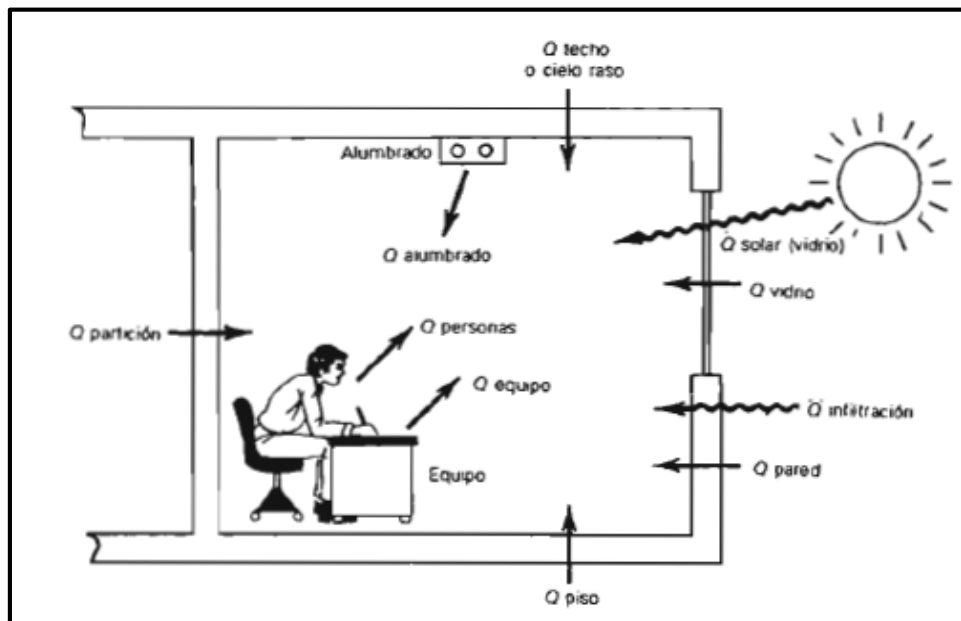 Q techo
o cielo raso
Alumbrado
Q alumbrado
Q solar (vidrio)
Q vidrio
Q partición
Q personas
Q equipo
Q infiltración
Equipo
Q pared
Q piso